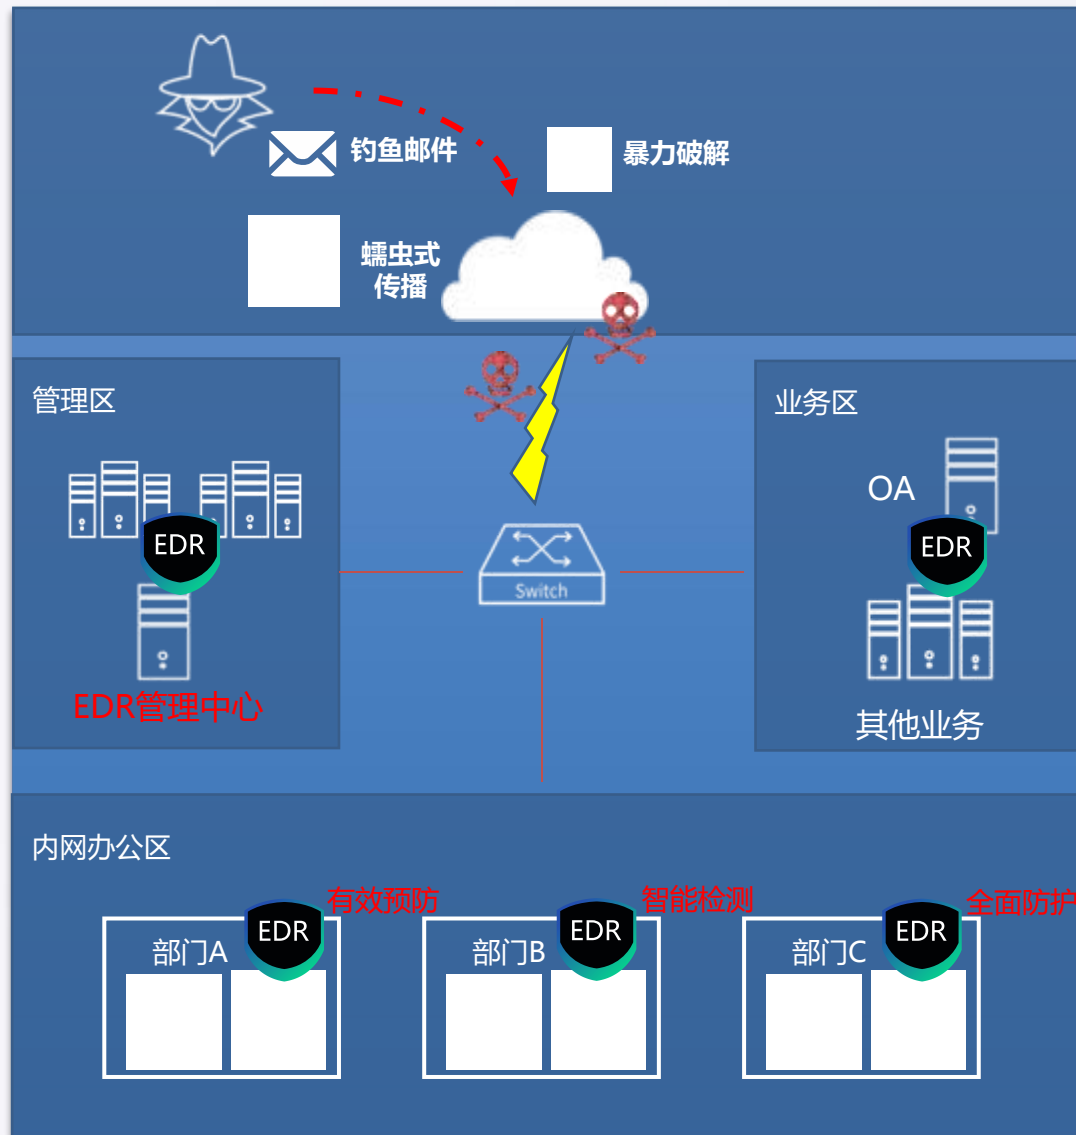 钓鱼邮件
暴力破解
蠕虫式
传播
管理区
业务区
OA
EDR
EDR
Switch
EDR管理中心
其他业务
内网办公区
有效预防
智能检测
全面防护
EDR
EDR
EDR
部门A
部门B
部门C